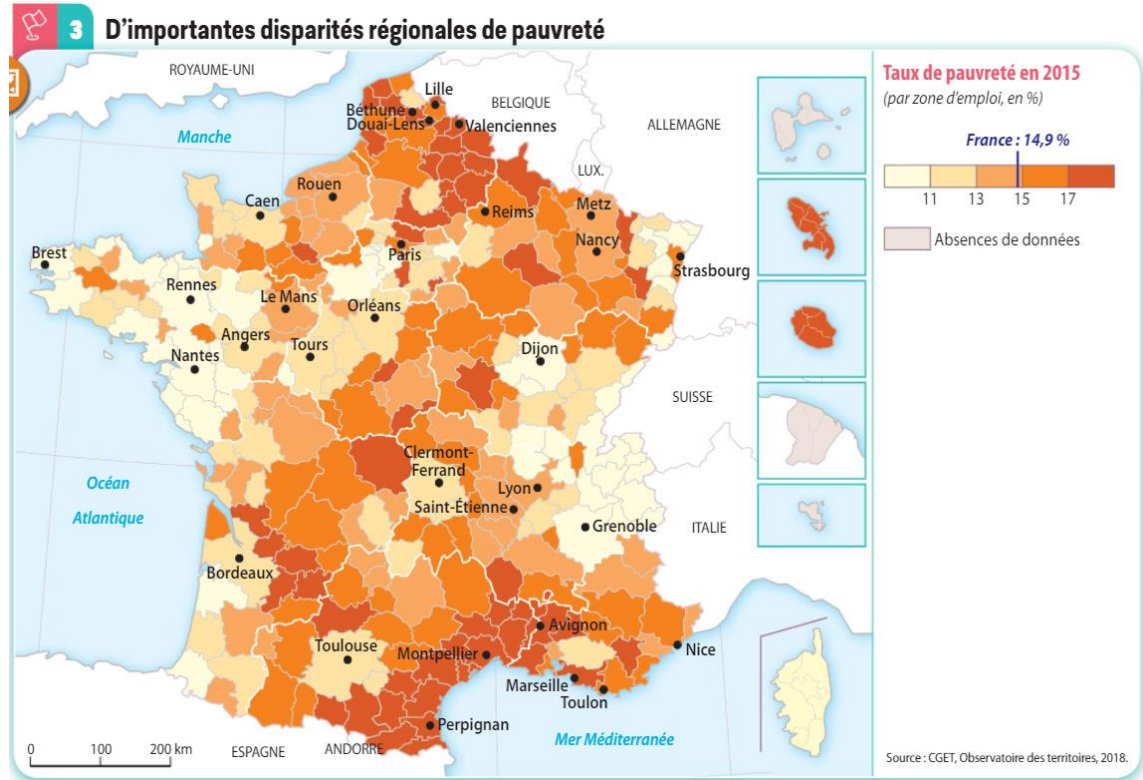 3 D'importantes disparités régionales de pauvreté
ROYAUME-UNI
Lille
BELGIQUE
Béthune
Douai-Lens
Valenciennes
ALLEMAGNE
Manche
LUX.
Rouen
Caen
Reims
Metz
Nancy
Paris
Strasbourg
Brest
Rennes
Le Mans
Orléans
Angers
Tours
Nantes
Dijon
SUISSE
Clermont-
Ferrand
Lyon
Saint-Étienne
Océan
Atlantique
Grenoble
ITALIE
Bordeaux
Avignon
Toulouse
Montpellier
Nice
Marseille
Toulon
Perpignan
Mer Méditerranée
ESPAGNE
ANDORRE
0 100 200 km
Taux de pauvreté en 2015
(par zone d'emploi, en %)
France : 14,9 %
11 13 15 17
Absences de données
Source : CGET, Observatoire des territoires, 2018.